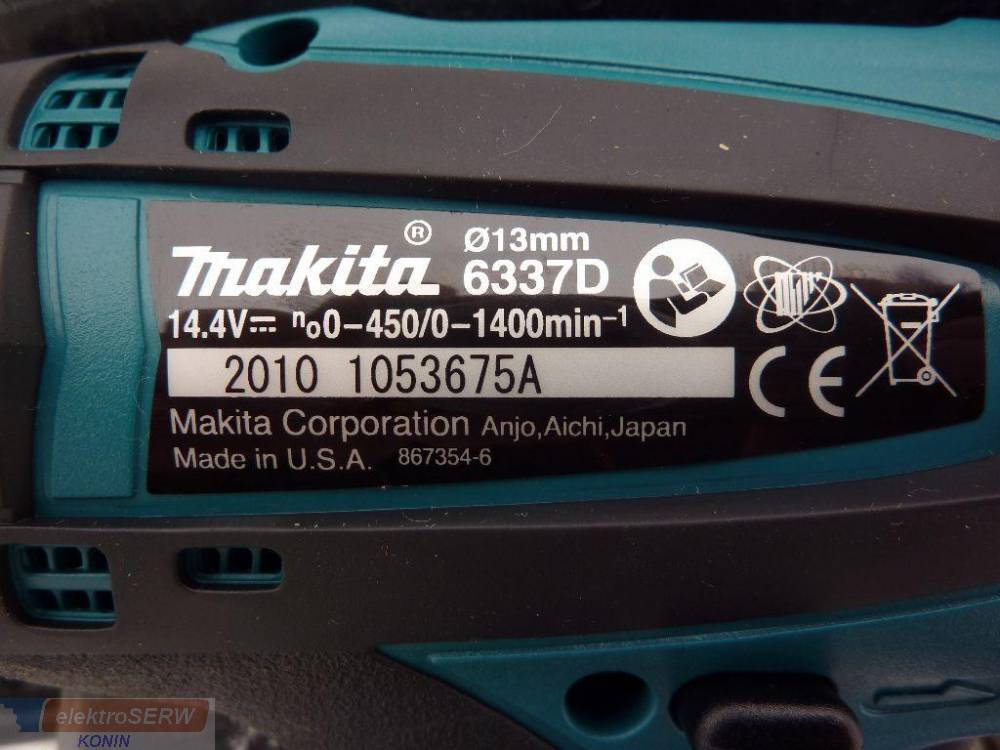 makita® Ø13mm
6337D
14.4V⎓ no0-450/0-1400min-1
2010 1053675A
Makita Corporation Anjo,Aichi,Japan
Made in U.S.A. 867354-6
CE
elektroSERW
KONIN